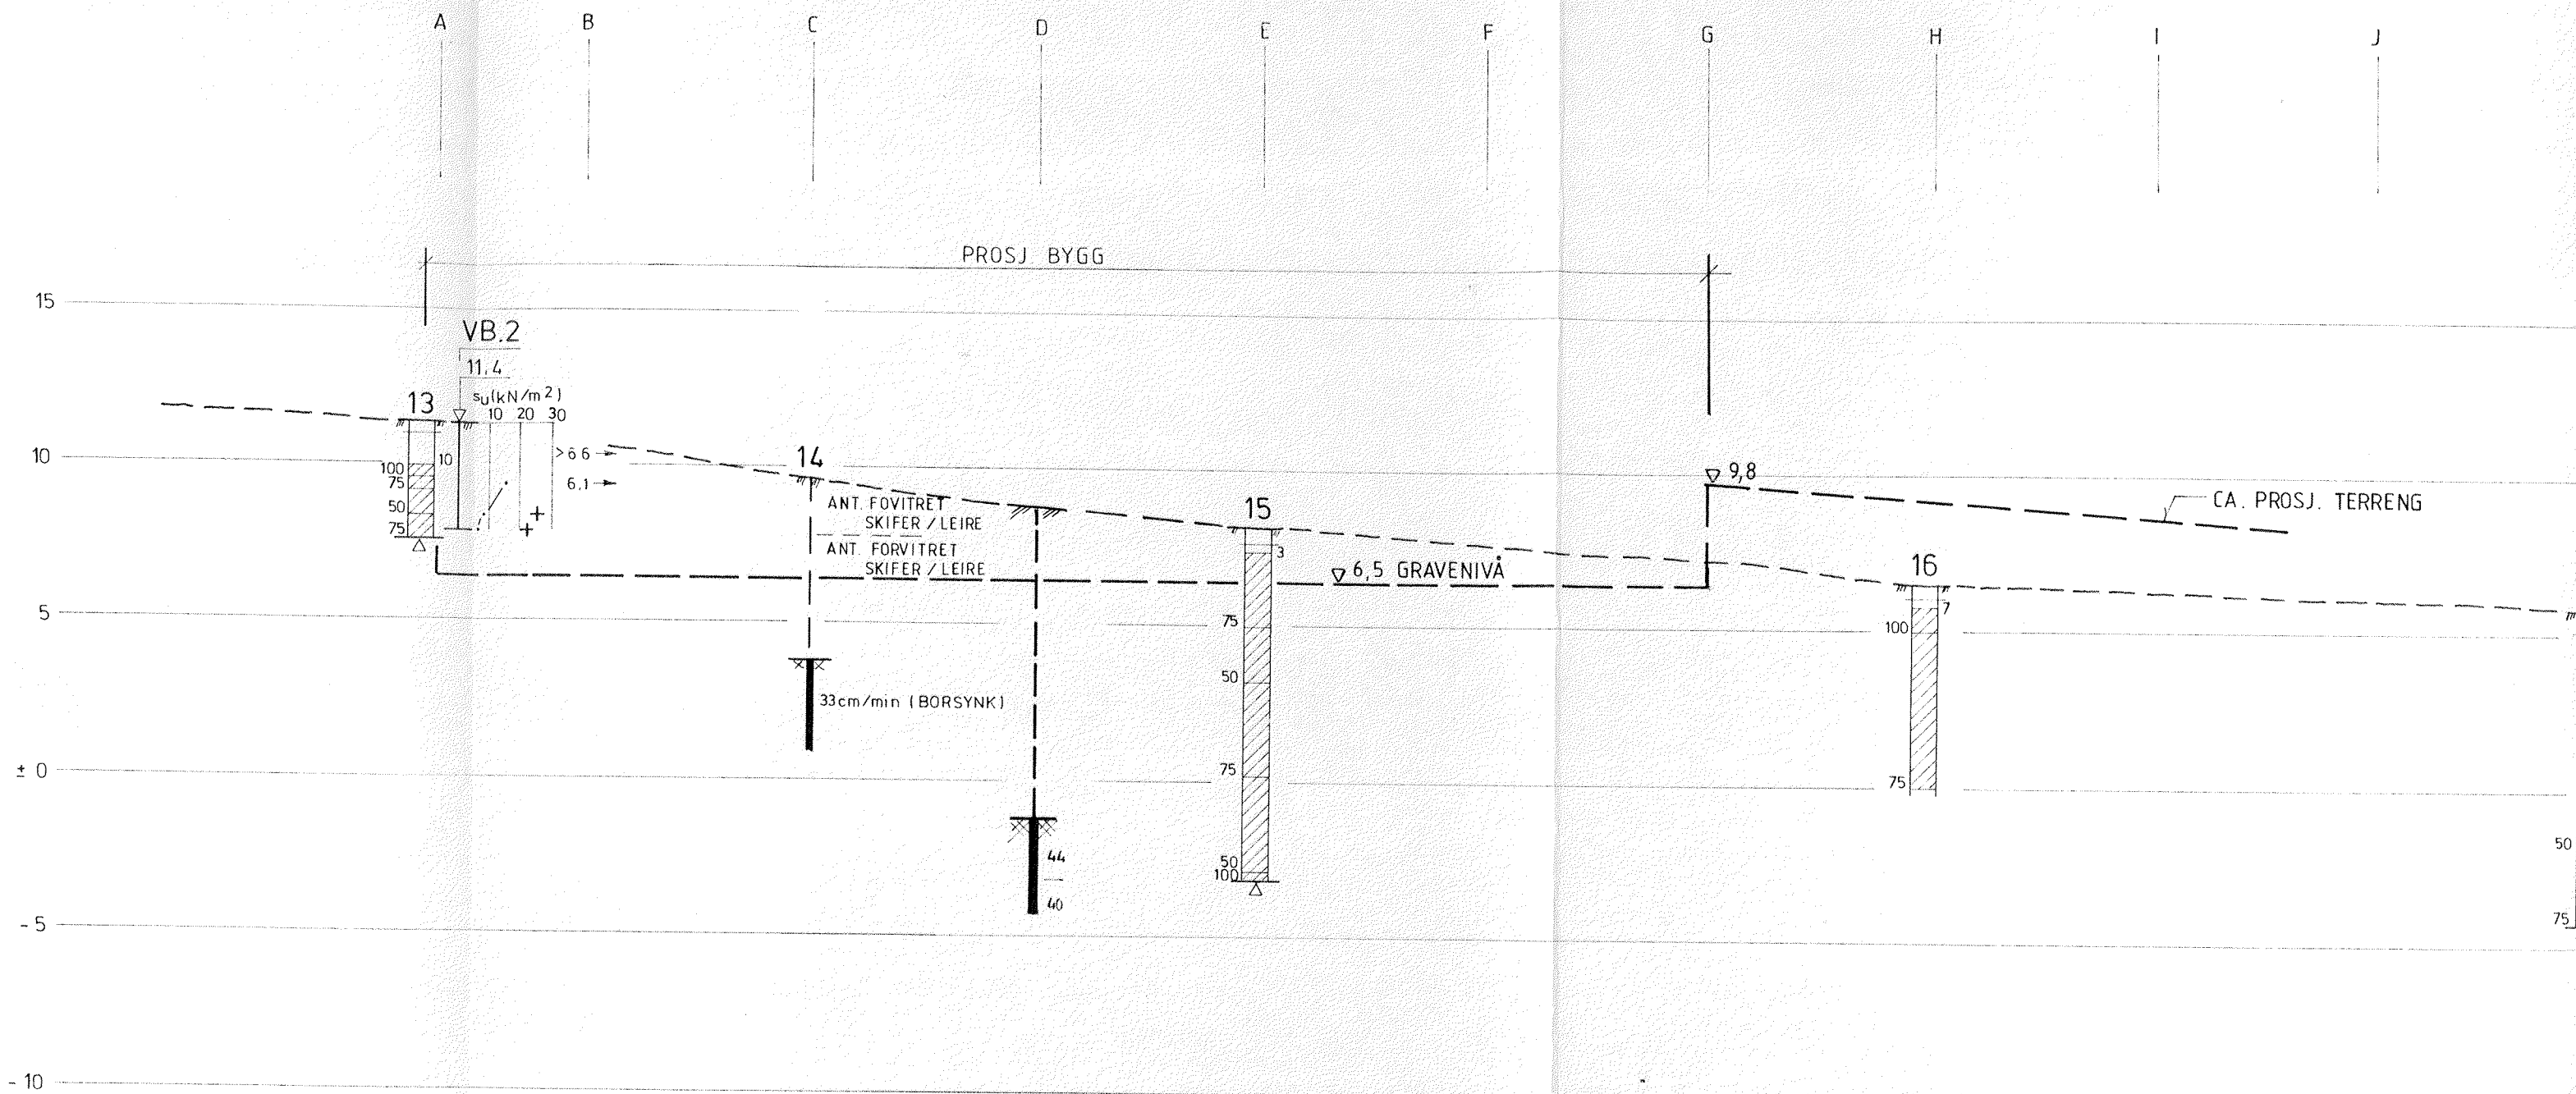 A B C D E F G H I J
PROSJ BYGG
15
VB.2
11,4
su(kN/m2)
10 20 30
13
10
10
>66
6,1
100
75
50
75
14
ANT. FOVITRET
SKIFER / LEIRE
ANT. FORVITRET
SKIFER / LEIRE
33cm/min (BORSYNK)
44
40
15
3
75
50
75
50
100
6,5 GRAVENIVÅ
9,8
CA. PROSJ. TERRENG
16
7
100
75
50
75
5
± 0
- 5
- 10